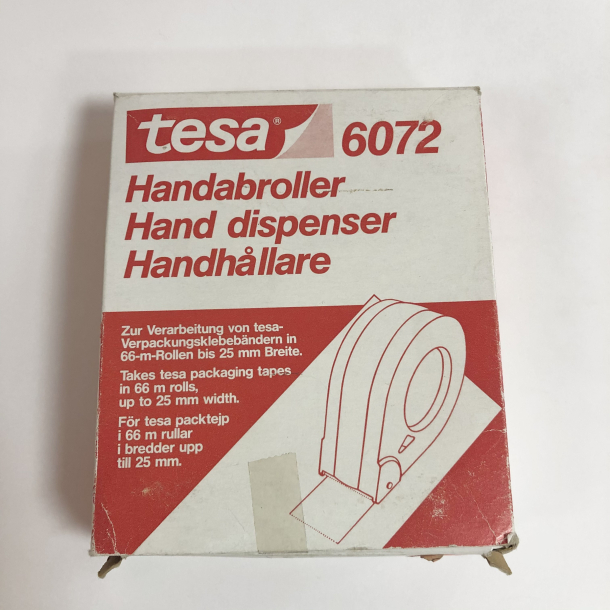 tesa® 6072
Handabroller
Hand dispenser
Handhållare
Zur Verarbeitung von tesa-
Verpackungsklebebändern in
66-m-Rollen bis 25 mm Breite.
Takes tesa packaging tapes
in 66 m rolls,
up to 25 mm width.
För tesa packtejp
i 66 m rullar
i bredder upp
till 25 mm.